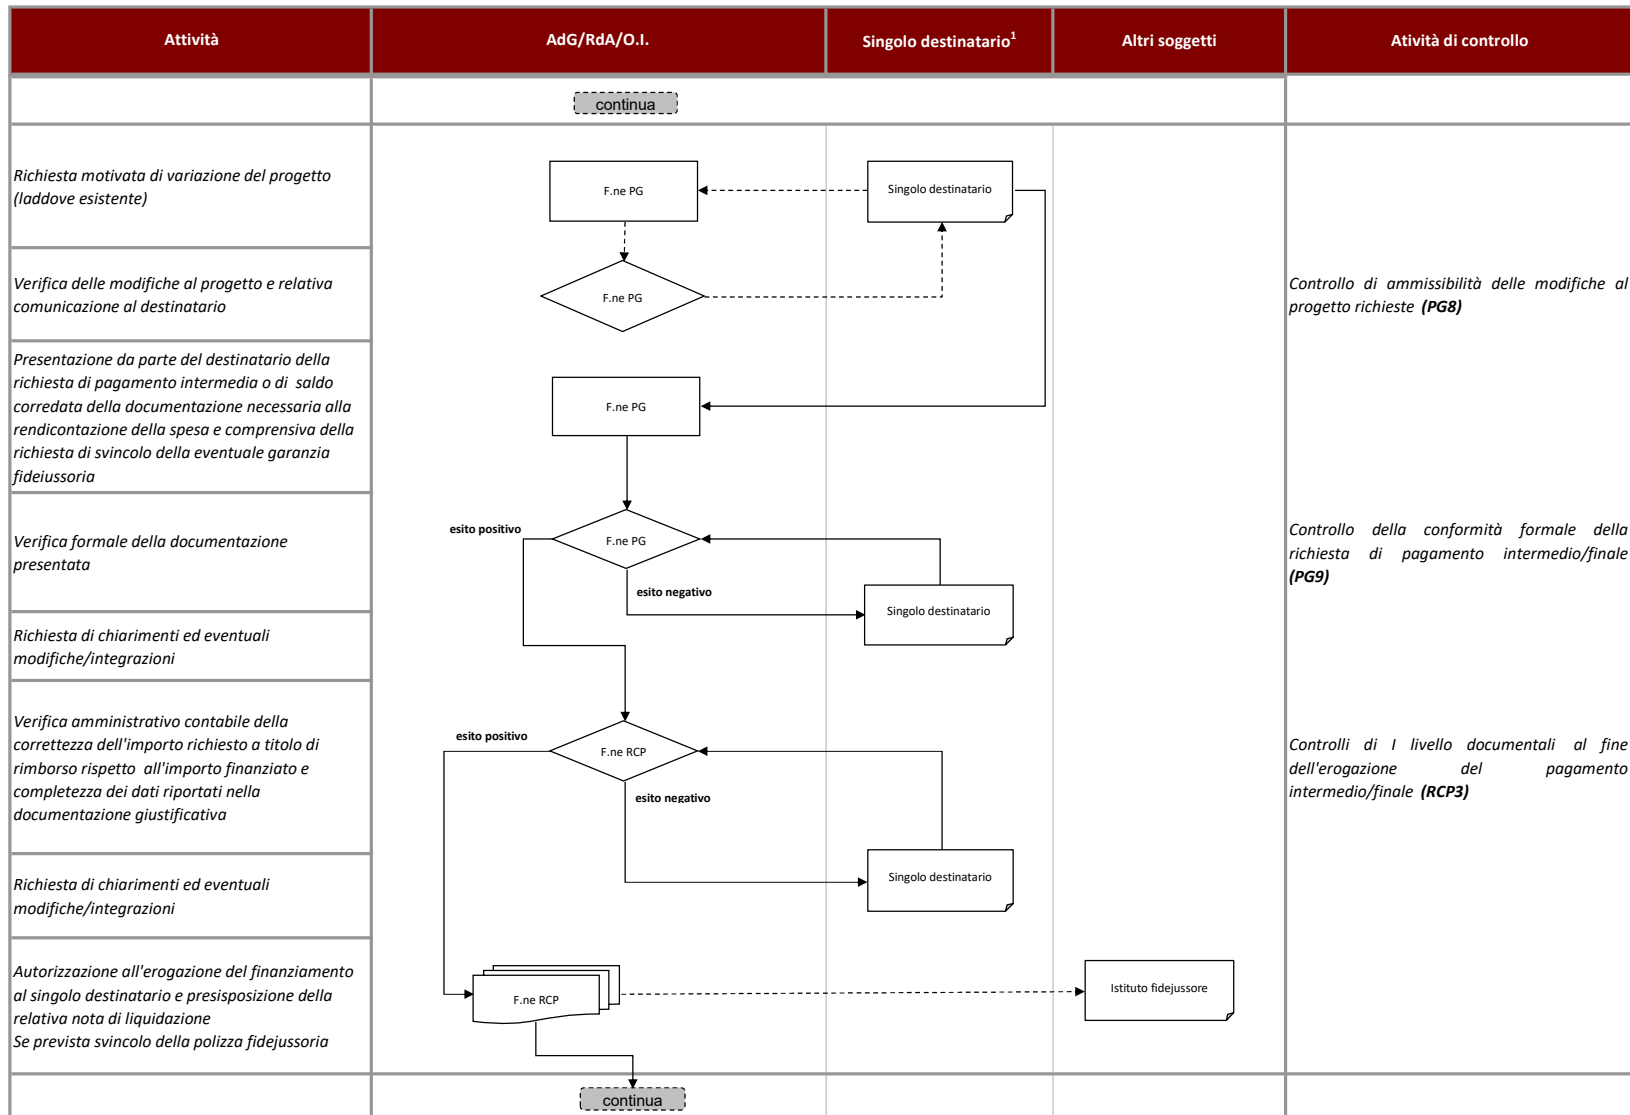 Attività
AdG/RdA/O.I.
Singolo destinatario1
Altri soggetti
Atività di controllo
continua
Richiesta motivata di variazione del progetto
(laddove esistente)
F.ne PG
Singolo destinatario
Verifica delle modifiche al progetto e relativa
comunicazione al destinatario
F.ne PG
Controllo di ammissibilità delle modifiche al
progetto richieste (PG8)
Presentazione da parte del destinatario della
richiesta di pagamento intermedia o di saldo
corredata della documentazione necessaria alla
rendicontazione della spesa e comprensiva della
richiesta di svincolo della eventuale garanzia
fideiussoria
F.ne PG
Verifica formale della documentazione
presentata
esito positivo
F.ne PG
esito negativo
Singolo destinatario
Controllo della conformità formale della
richiesta di pagamento intermedio/finale
(PG9)
Richiesta di chiarimenti ed eventuali
modifiche/integrazioni
Verifica amministrativo contabile della
correttezza dell'importo richiesto a titolo di
rimborso rispetto all'importo finanziato e
completezza dei dati riportati nella
documentazione giustificativa
esito positivo
F.ne RCP
esito negativo
Controlli di I livello documentali al fine
dell'erogazione del pagamento
intermedio/finale (RCP3)
Richiesta di chiarimenti ed eventuali
modifiche/integrazioni
Singolo destinatario
Autorizzazione all'erogazione del finanziamento
al singolo destinatario e presisposizione della
relativa nota di liquidazione
Se prevista svincolo della polizza fidejussoria
F.ne RCP
Istituto fidejussore
continua